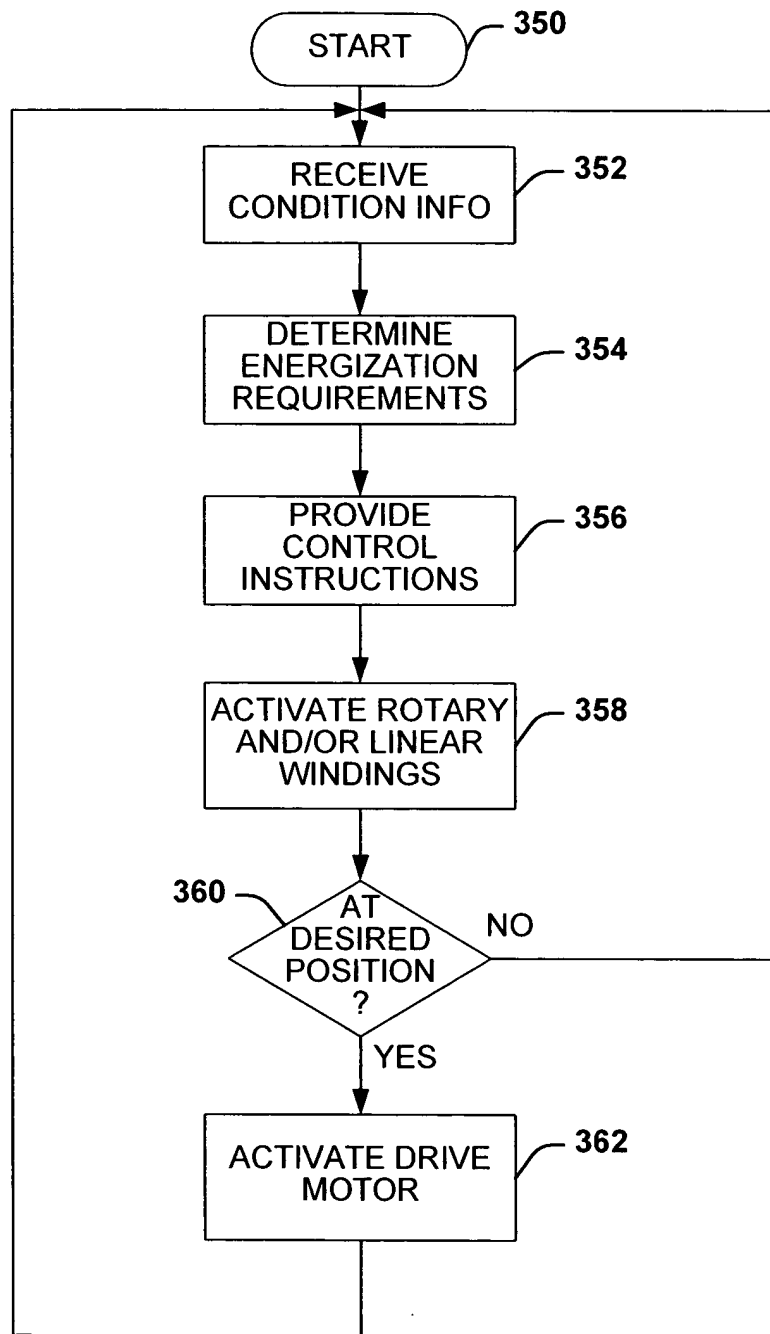 START
350
RECEIVE
CONDITION INFO
352
DETERMINE
ENERGIZATION
REQUIREMENTS
354
PROVIDE
CONTROL
INSTRUCTIONS
356
ACTIVATE ROTARY
AND/OR LINEAR
WINDINGS
358
360
AT
DESIRED
POSITION
?
NO
YES
ACTIVATE DRIVE
MOTOR
362